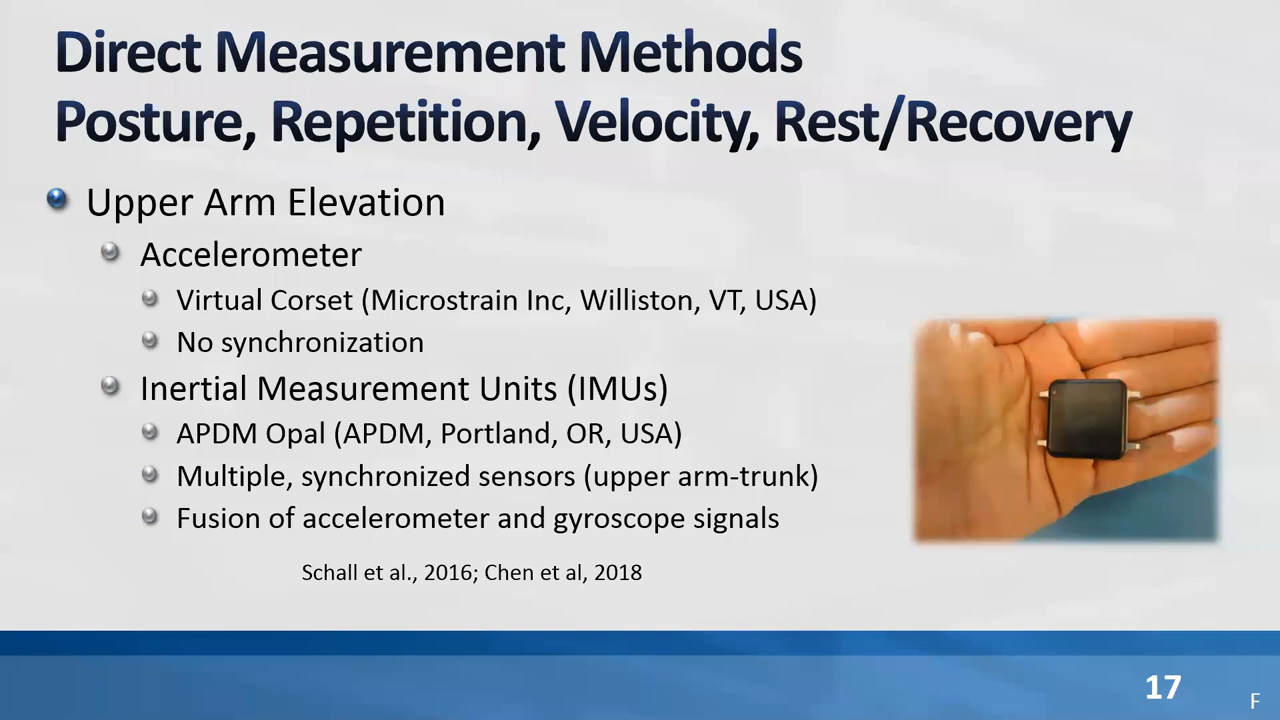 Direct Measurement Methods
Posture, Repetition, Velocity, Rest/Recovery
Upper Arm Elevation
Accelerometer
Virtual Corset (Microstrain Inc, Williston, VT, USA)
No synchronization
Inertial Measurement Units (IMUs)
APDM Opal (APDM, Portland, OR, USA)
Multiple, synchronized sensors (upper arm-trunk)
Fusion of accelerometer and gyroscope signals
Schall et al., 2016; Chen et al, 2018
17
F